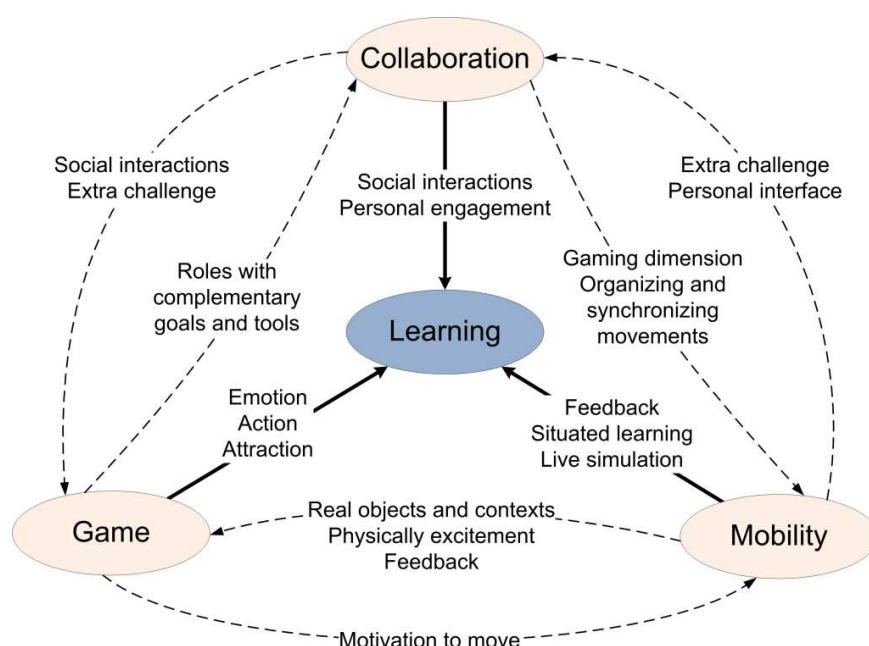 Collaboration
Social interactions
Extra challenge
Social interactions
Personal engagement
Extra challenge
Personal interface
Roles with
complementary
goals and tools
Gaming dimension
Organizing and
synchronizing
movements
Learning
Emotion
Action
Attraction
Feedback
Situated learning
Live simulation
Game
Real objects and contexts
Physically excitement
Feedback
Mobility
Motivation to move